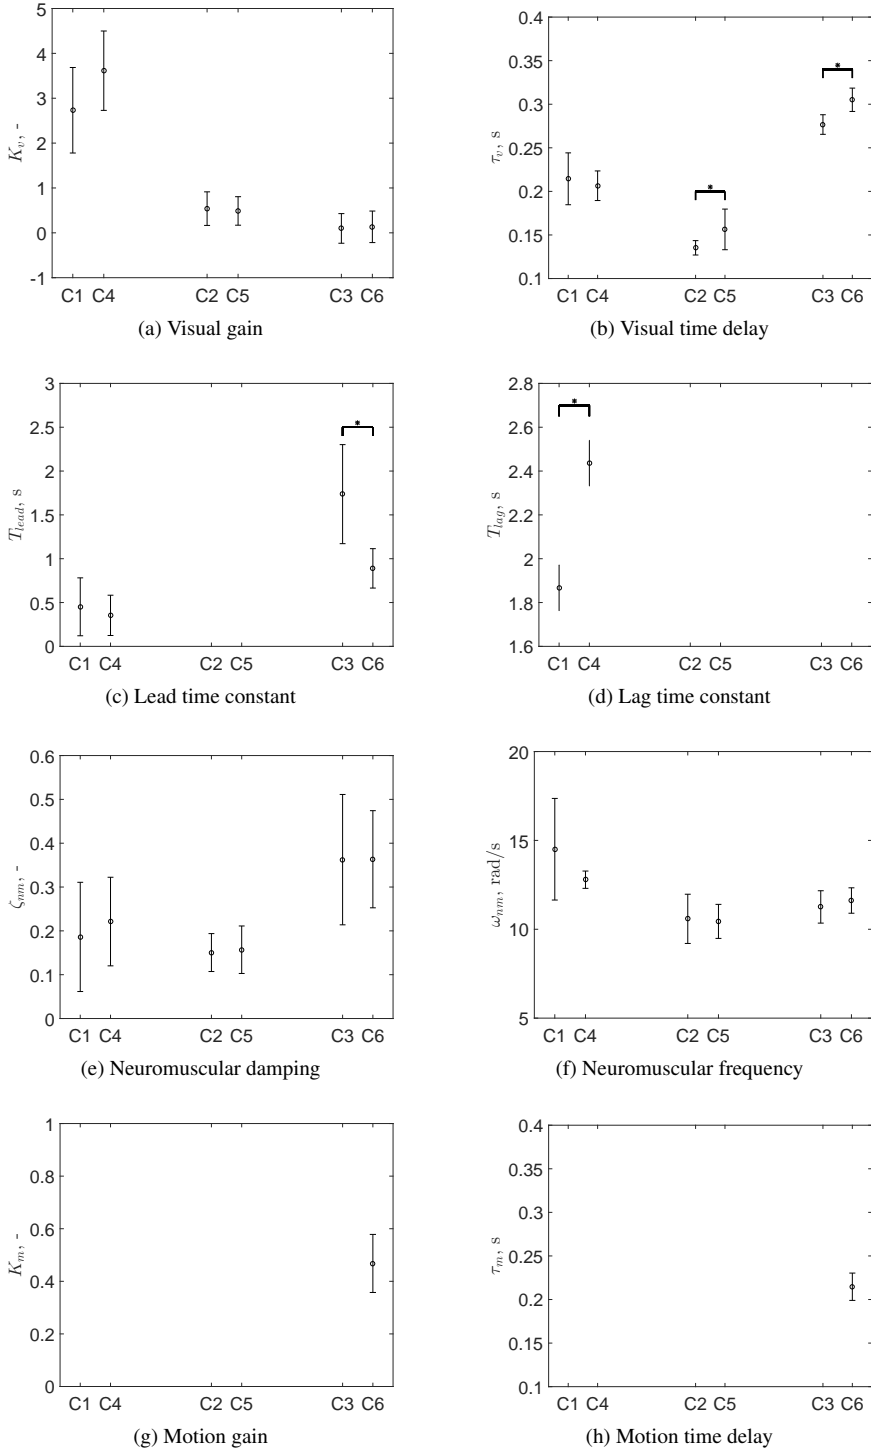 5
4
3
2
1
0
-1
K_v, -
C1 C4 C2 C5 C3 C6
(a) Visual gain
0.4
0.35
0.3
0.25
0.2
0.15
0.1
τ_v, s
*
*
C1 C4 C2 C5 C3 C6
(b) Visual time delay
3
2.5
2
1.5
1
0.5
0
T_lead, s
*
C1 C4 C2 C5 C3 C6
(c) Lead time constant
2.8
2.6
2.4
2.2
2
1.8
1.6
T_lag, s
*
C1 C4 C2 C5 C3 C6
(d) Lag time constant
0.6
0.5
0.4
0.3
0.2
0.1
0
ζ_nm, -
C1 C4 C2 C5 C3 C6
(e) Neuromuscular damping
20
15
10
5
ω_nm, rad/s
C1 C4 C2 C5 C3 C6
(f) Neuromuscular frequency
1
0.8
0.6
0.4
0.2
0
K_m, -
C1 C4 C2 C5 C3 C6
(g) Motion gain
0.4
0.35
0.3
0.25
0.2
0.15
0.1
τ_m, s
C1 C4 C2 C5 C3 C6
(h) Motion time delay